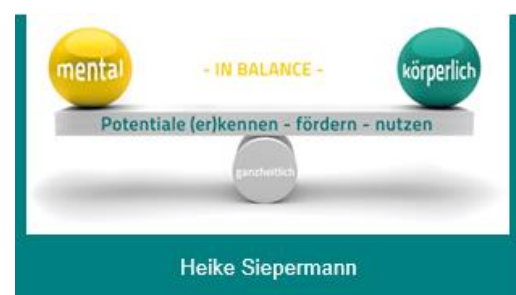 mental
- IN BALANCE -
körperlich
Potentiale (er)kennen - fördern - nutzen
ganzheitlich
Heike Siepermann